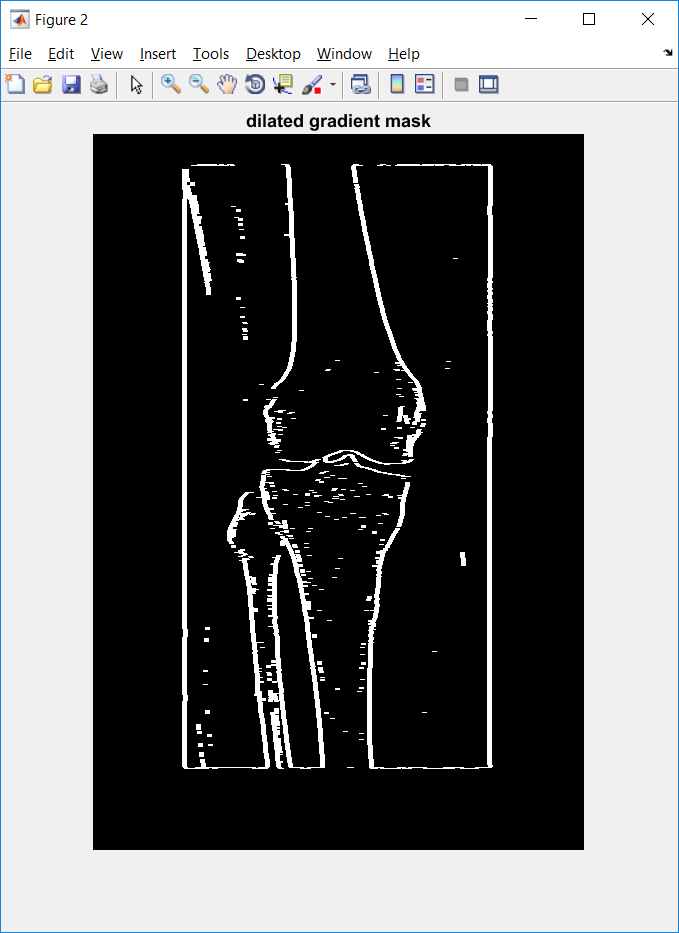 Figure 2
File Edit View Insert Tools Desktop Window Help
dilated gradient mask